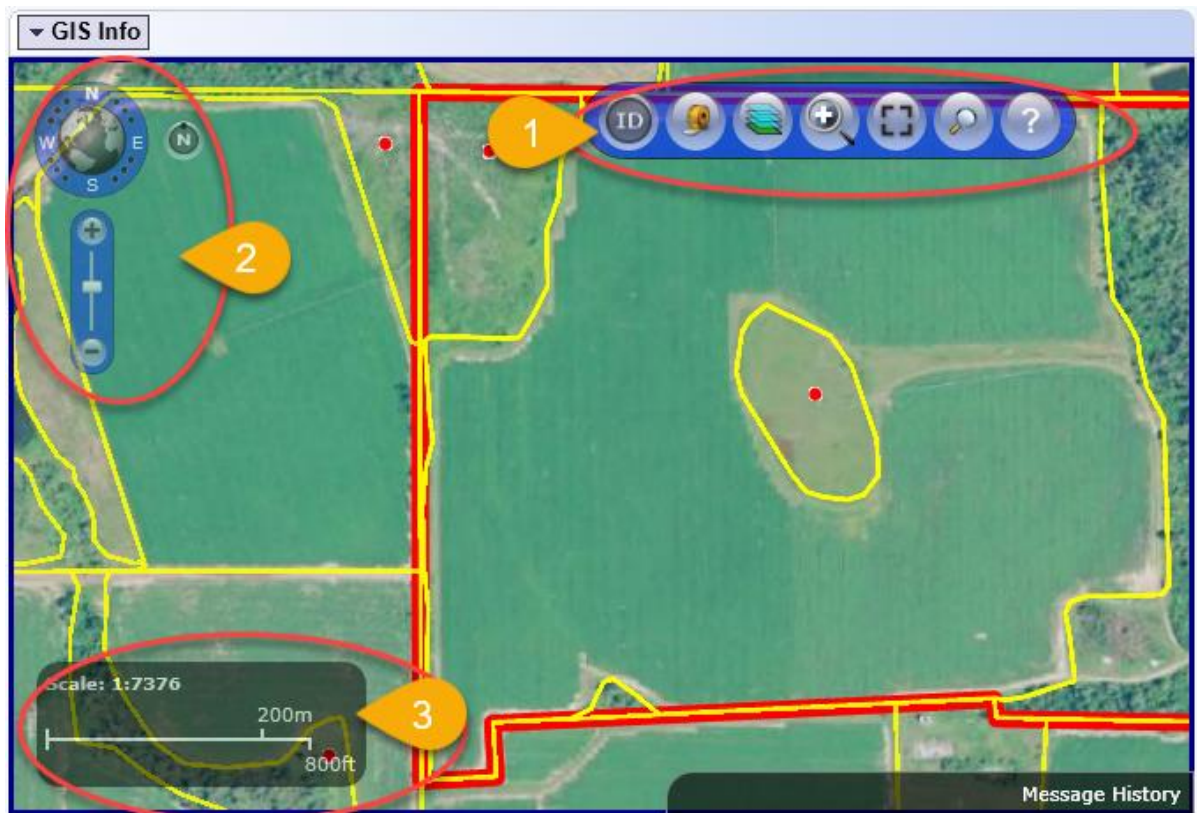 GIS Info
N
W
E
S
N
ID
?
1
2
3
Scale: 1:7376
200m
800ft
Message History